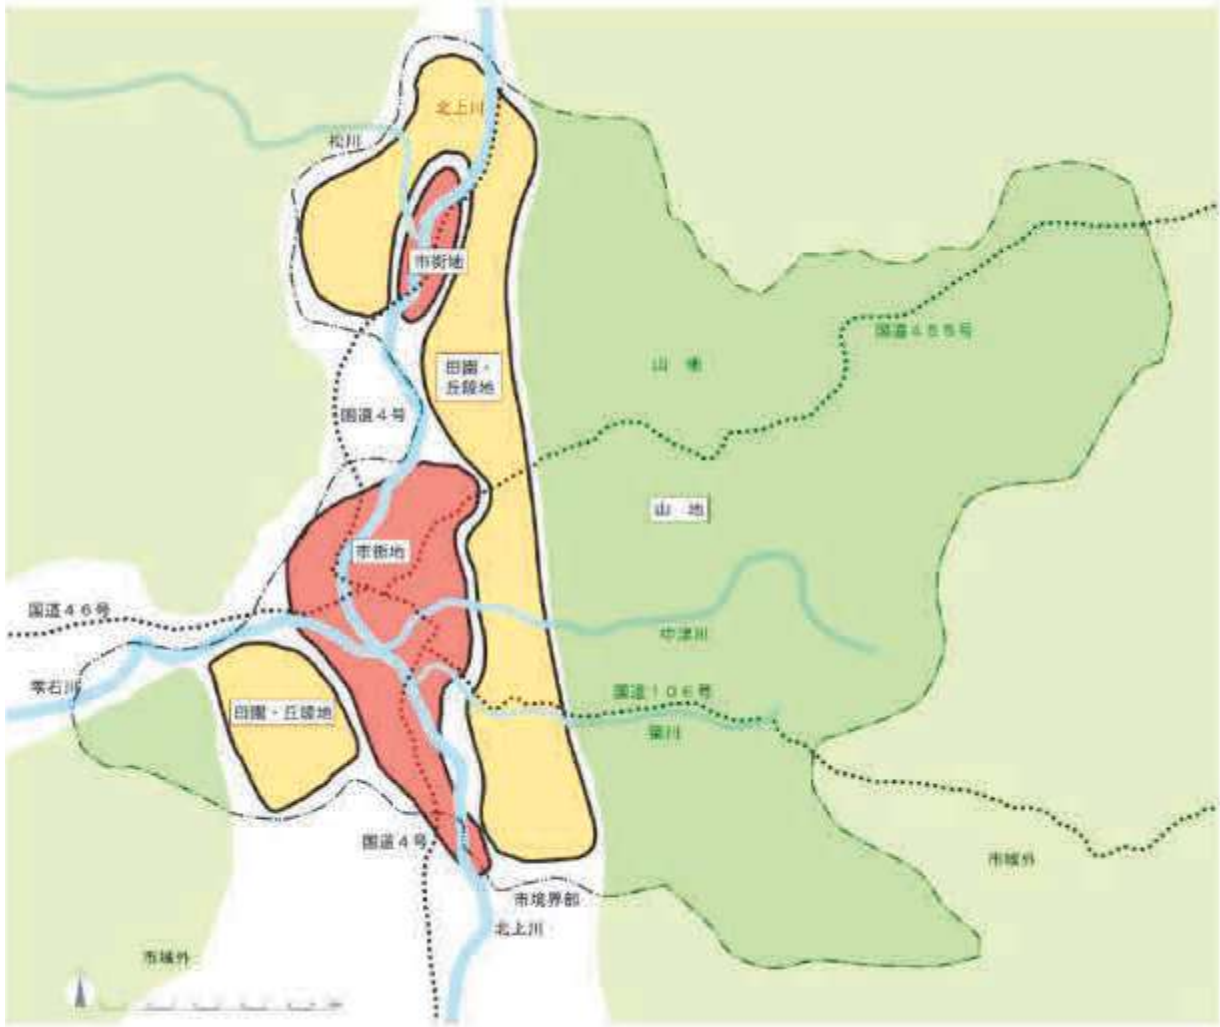 北上川
松川
市街地
田園・
丘陵地
国道4号
国道455号
山地
市街地
国道46号
雫石川
田園・丘陵地
中津川
国道106号
簗川
国道4号
市境界部
北上川
市域外
市域外